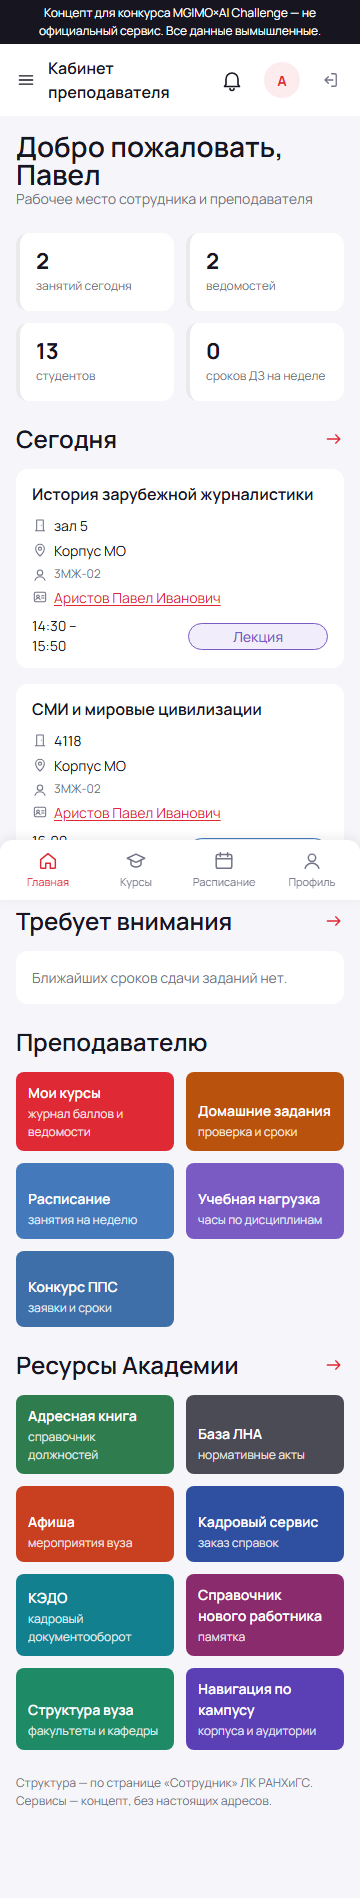 Концепт для конкурса MGIMO×AI Challenge — не
официальный сервис. Все данные вымышленные.
Кабинет
преподавателя
А
Добро пожаловать,
Павел
Рабочее место сотрудника и преподавателя
2
занятий сегодня
2
ведомостей
13
студентов
0
сроков ДЗ на неделе
Сегодня
История зарубежной журналистики
зал 5
Корпус МО
3МЖ-02
Аристов Павел Иванович
14:30 –
15:50
Лекция
СМИ и мировые цивилизации
4118
Корпус МО
3МЖ-02
Аристов Павел Иванович
Главная
Курсы
Расписание
Профиль
Требует внимания
Ближайших сроков сдачи заданий нет.
Преподавателю
Мои курсы
журнал баллов и
ведомости
Домашние задания
проверка и сроки
Расписание
занятия на неделю
Учебная нагрузка
часы по дисциплинам
Конкурс ППС
заявки и сроки
Ресурсы Академии
Адресная книга
справочник
должностей
База ЛНА
нормативные акты
Афиша
мероприятия вуза
Кадровый сервис
заказ справок
КЭДО
кадровый
документооборот
Справочник
нового работника
памятка
Структура вуза
факультеты и кафедры
Навигация по
кампусу
корпуса и аудитории
Структура — по странице «Сотрудник» ЛК РАНХиГС.
Сервисы — концепт, без настоящих адресов.